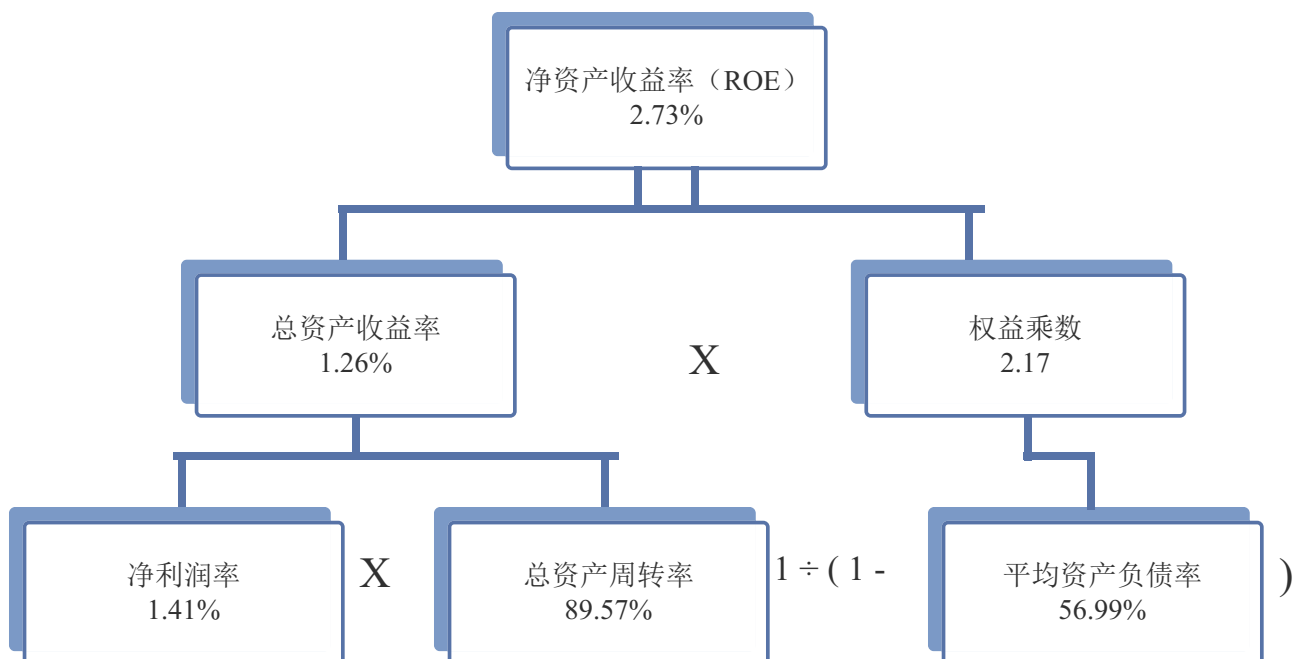 净资产收益率（ROE）
2.73%
总资产收益率
1.26%
X
权益乘数
2.17
净利润率
1.41%
X
总资产周转率
89.57%
1 ÷ ( 1 -
平均资产负债率
56.99%
)